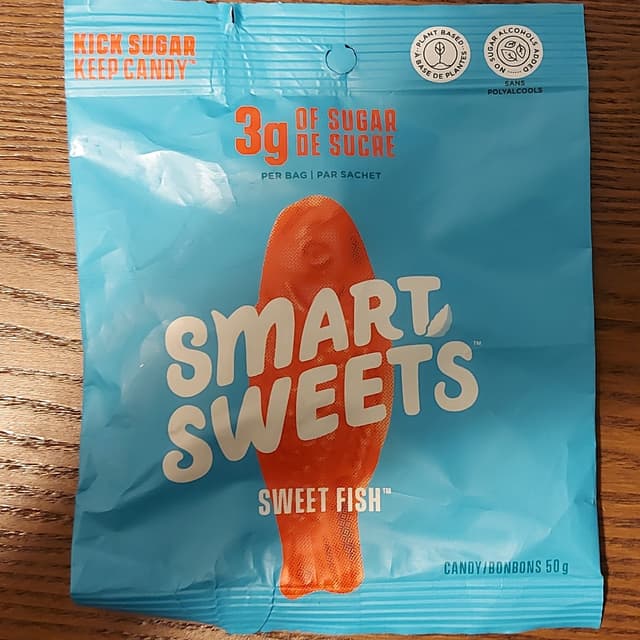 KICK SUGAR
KEEP CANDY™
PLANT BASED
À BASE DE PLANTES
NO SUGAR ALCOHOLS ADDED
SANS
POLYALCOOLS
3g OF SUGAR
DE SUCRE
PER BAG | PAR SACHET
SMART
SWEETS™
SWEET FISH™
CANDY/BONBONS 50 g